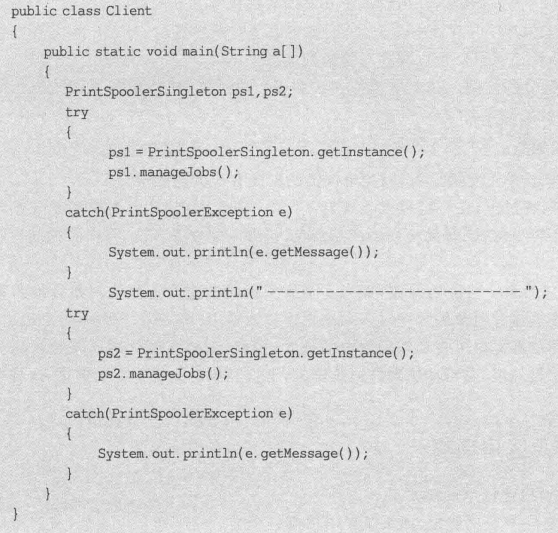 public class Client
{
public static void main(String a[])
{
PrintSpoolerSingleton ps1,ps2;
try
{
ps1 = PrintSpoolerSingleton.getInstance();
ps1.manageJobs();
}
catch(PrintSpoolerException e)
{
System.out.println(e.getMessage());
}
System.out.println("--------------------------");
try
{
ps2 = PrintSpoolerSingleton.getInstance();
ps2.manageJobs();
}
catch(PrintSpoolerException e)
{
System.out.println(e.getMessage());
}
}
}